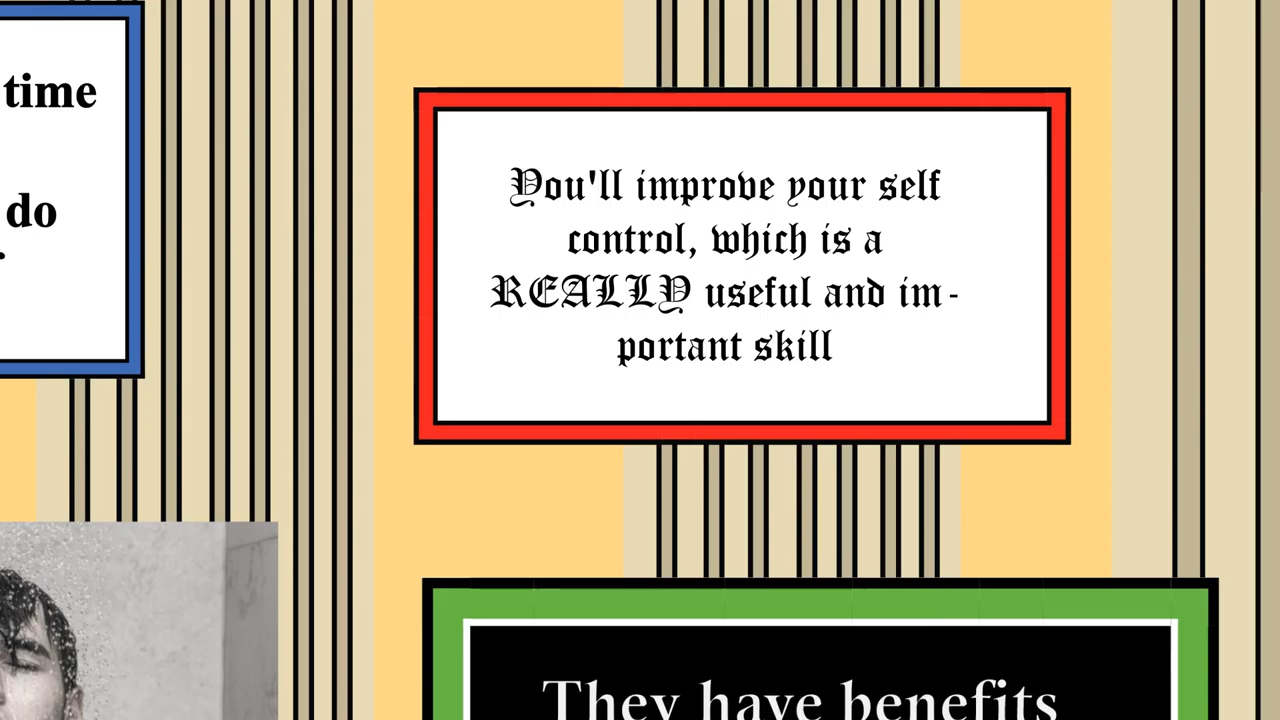 time
do
You'll improve your self
control, which is a
REALLY useful and im-
portant skill
They have benefits